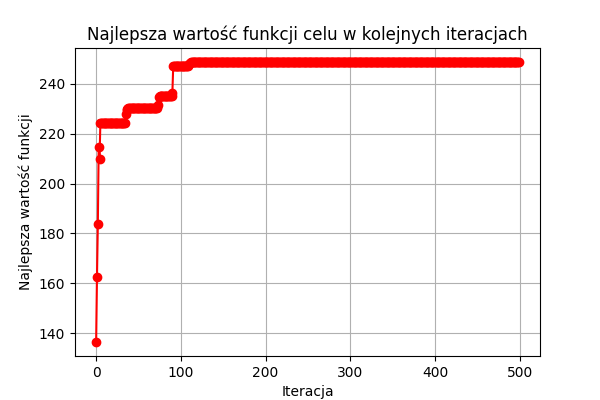 Najlepsza wartość funkcji celu w kolejnych iteracjach
240
220
200
180
160
140
Najlepsza wartość funkcji
0 100 200 300 400 500
Iteracja